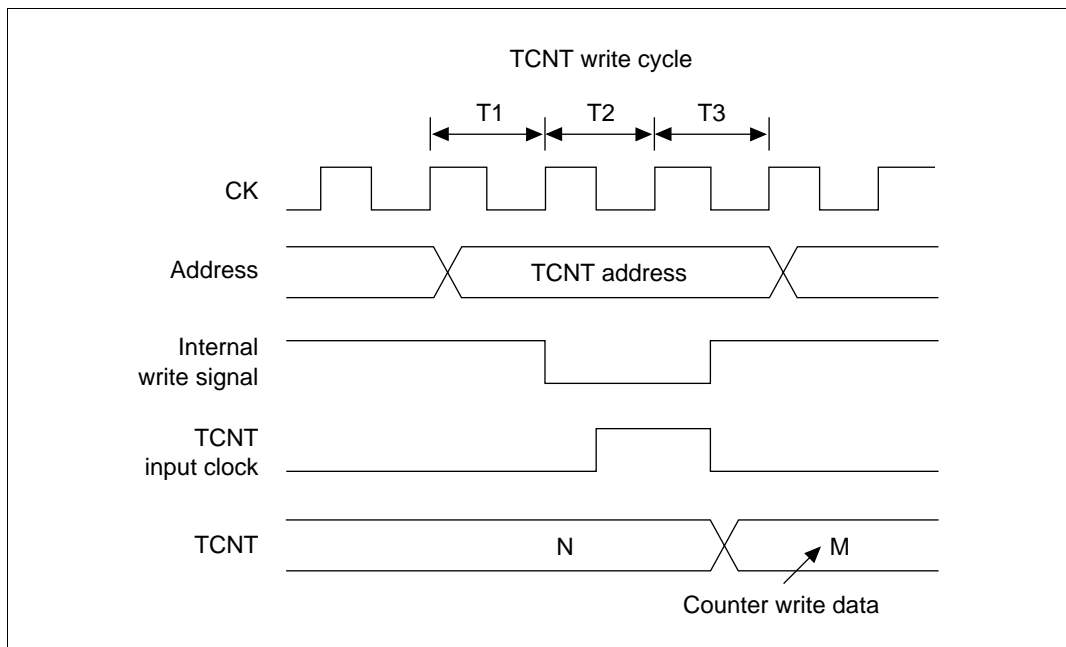 TCNT write cycle
T1 T2 T3
CK
Address
TCNT address
Internal
write signal
TCNT
input clock
TCNT
N
M
Counter write data